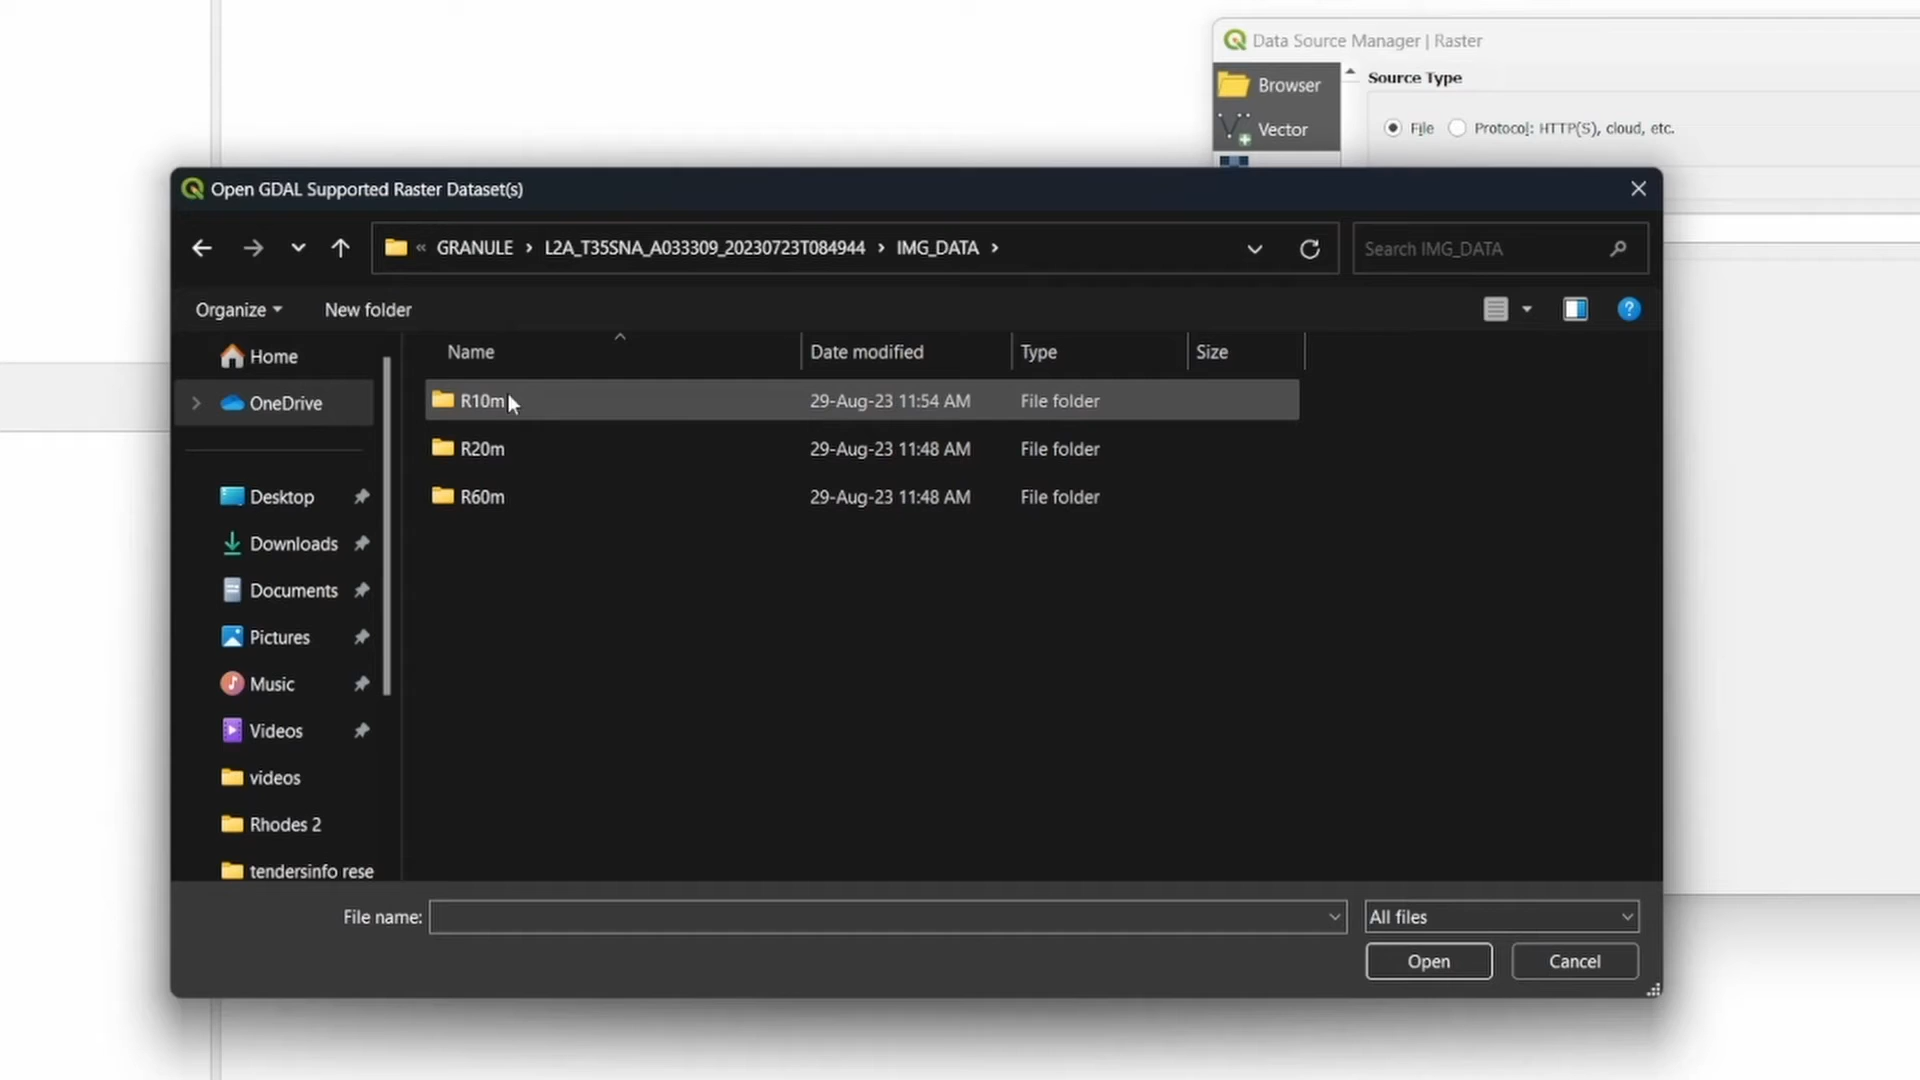 Data Source Manager | Raster
Browser
Source Type
Vector
File
Protocol: HTTP(S), cloud, etc.
Open GDAL Supported Raster Dataset(s)
« GRANULE › L2A_T35SNA_A033309_20230723T084944 › IMG_DATA ›
Search IMG_DATA
Organize
New folder
Home
OneDrive
Desktop
Downloads
Documents
Pictures
Music
Videos
videos
Rhodes 2
tendersinfo rese
Name Date modified Type Size
R10m 29-Aug-23 11:54 AM File folder
R20m 29-Aug-23 11:48 AM File folder
R60m 29-Aug-23 11:48 AM File folder
File name:
All files
Open
Cancel